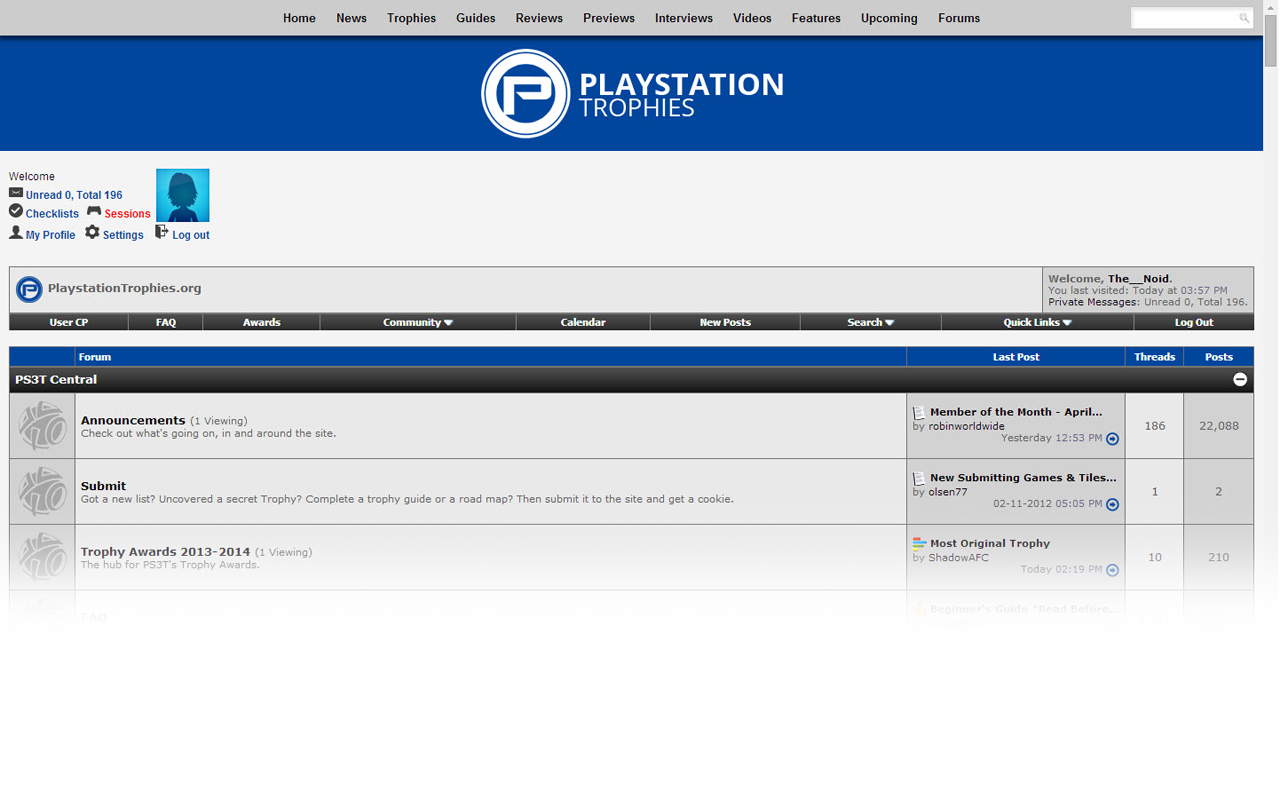 Home News Trophies Guides Reviews Previews Interviews Videos Features Upcoming Forums
PLAYSTATION
TROPHIES
Welcome
Unread 0, Total 196
Checklists Sessions
My Profile Settings Log out
PlaystationTrophies.org
Welcome, The__Noid.
You last visited: Today at 03:57 PM
Private Messages: Unread 0, Total 196.
User CP FAQ Awards Community Calendar New Posts Search Quick Links Log Out
Forum Last Post Threads Posts
PS3T Central
Announcements (1 Viewing)
Check out what's going on, in and around the site.
Member of the Month - April...
by robinworldwide
Yesterday 12:53 PM
186
22,088
Submit
Got a new list? Uncovered a secret Trophy? Complete a trophy guide or a road map? Then submit it to the site and get a cookie.
New Submitting Games & Tiles...
by olsen77
02-11-2012 05:05 PM
1
2
Trophy Awards 2013-2014 (1 Viewing)
The hub for PS3T's Trophy Awards.
Most Original Trophy
by ShadowAFC
Today 02:19 PM
10
210
FAQ
Beginner's Guide "Read Before...